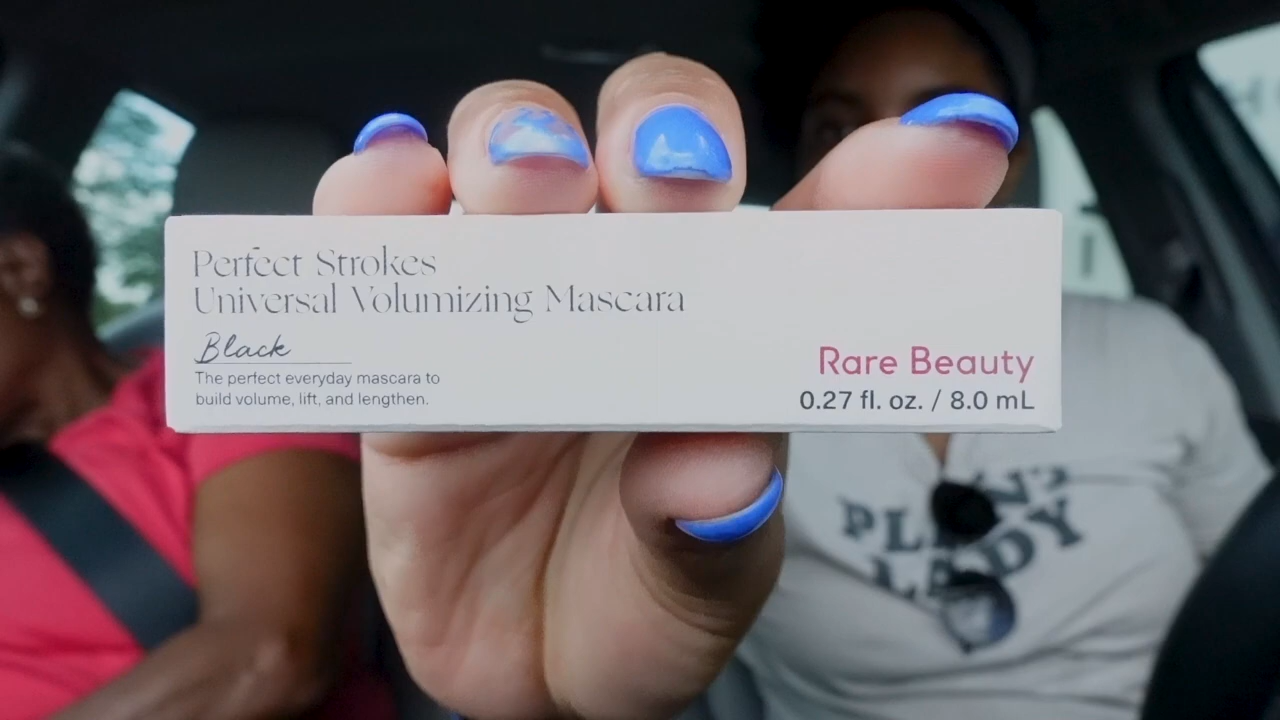 Perfect Strokes
Universal Volumizing Mascara
Black
The perfect everyday mascara to
build volume, lift, and lengthen.
Rare Beauty
0.27 fl. oz. / 8.0 mL
LADY